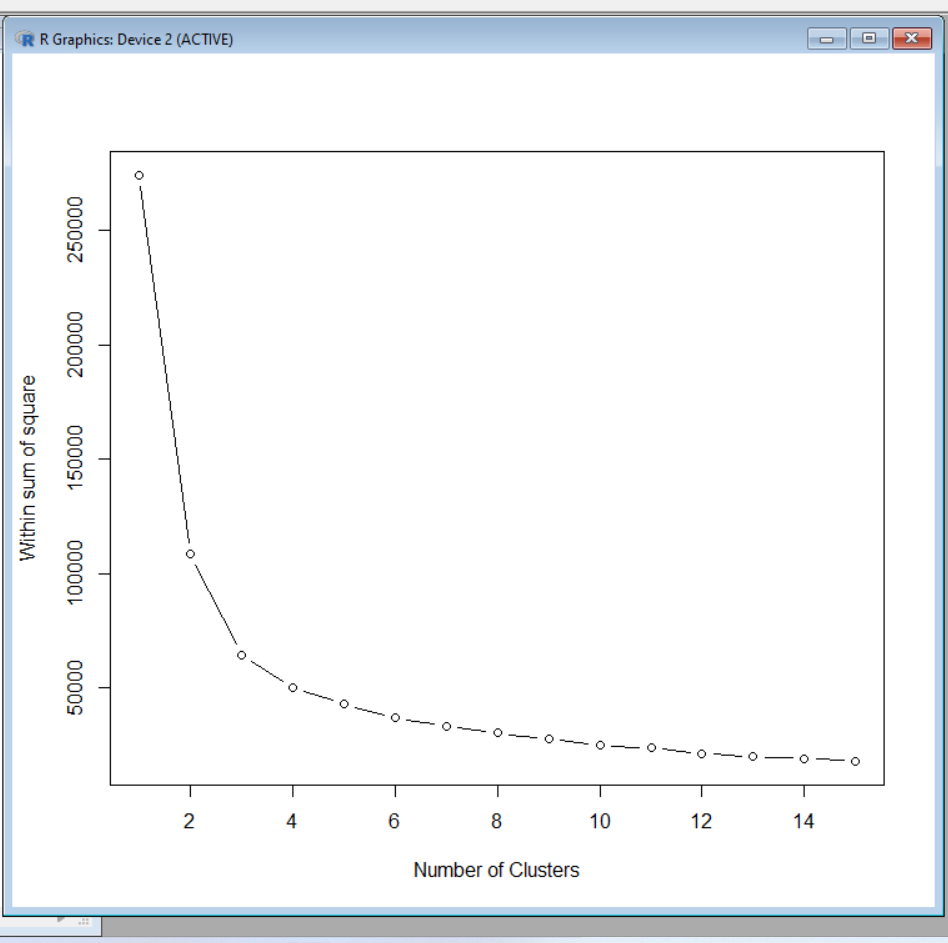 R Graphics: Device 2 (ACTIVE)
250000
200000
150000
100000
50000
Within sum of square
2 4 6 8 10 12 14
Number of Clusters